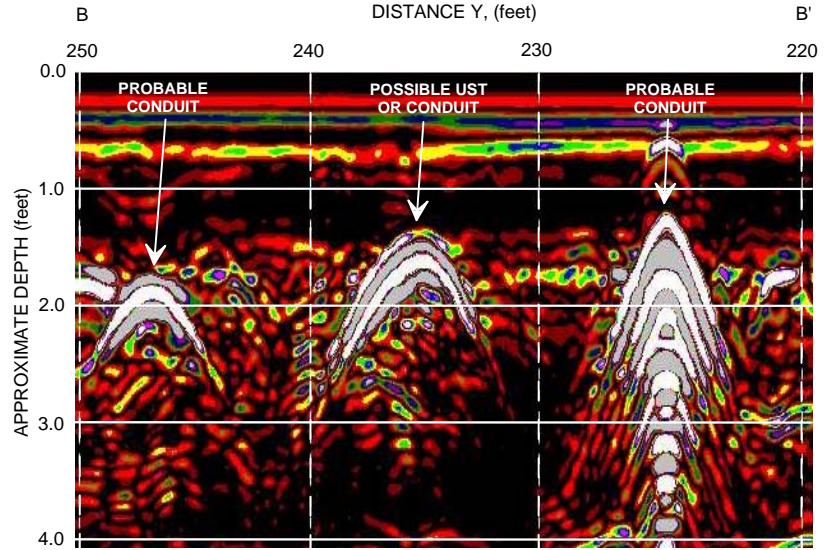 B
DISTANCE Y, (feet)
B'
250
240
230
220
0.0
PROBABLE
CONDUIT
POSSIBLE UST
OR CONDUIT
PROBABLE
CONDUIT
1.0
2.0
3.0
4.0
APPROXIMATE DEPTH (feet)